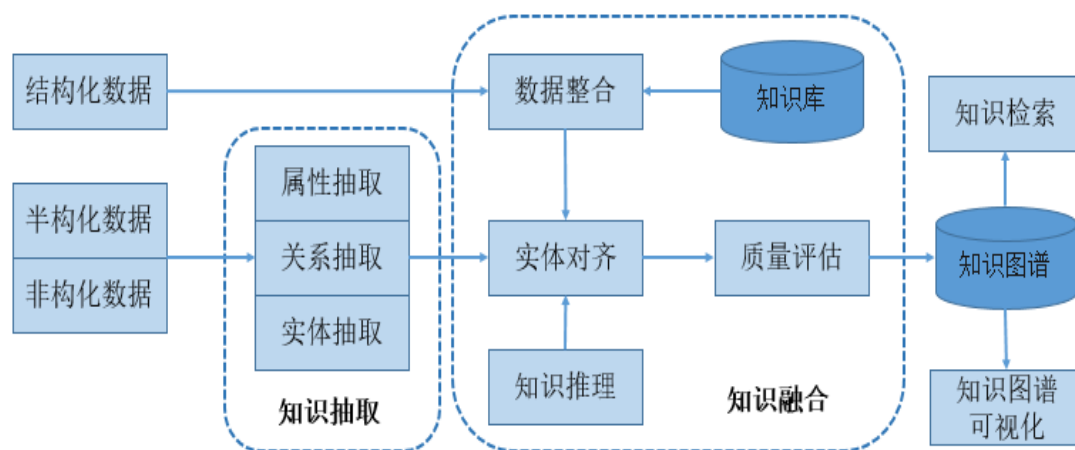 结构化数据
半构化数据
非构化数据
属性抽取
关系抽取
实体抽取
知识抽取
数据整合
知识库
实体对齐
质量评估
知识推理
知识融合
知识检索
知识图谱
知识图谱
可视化